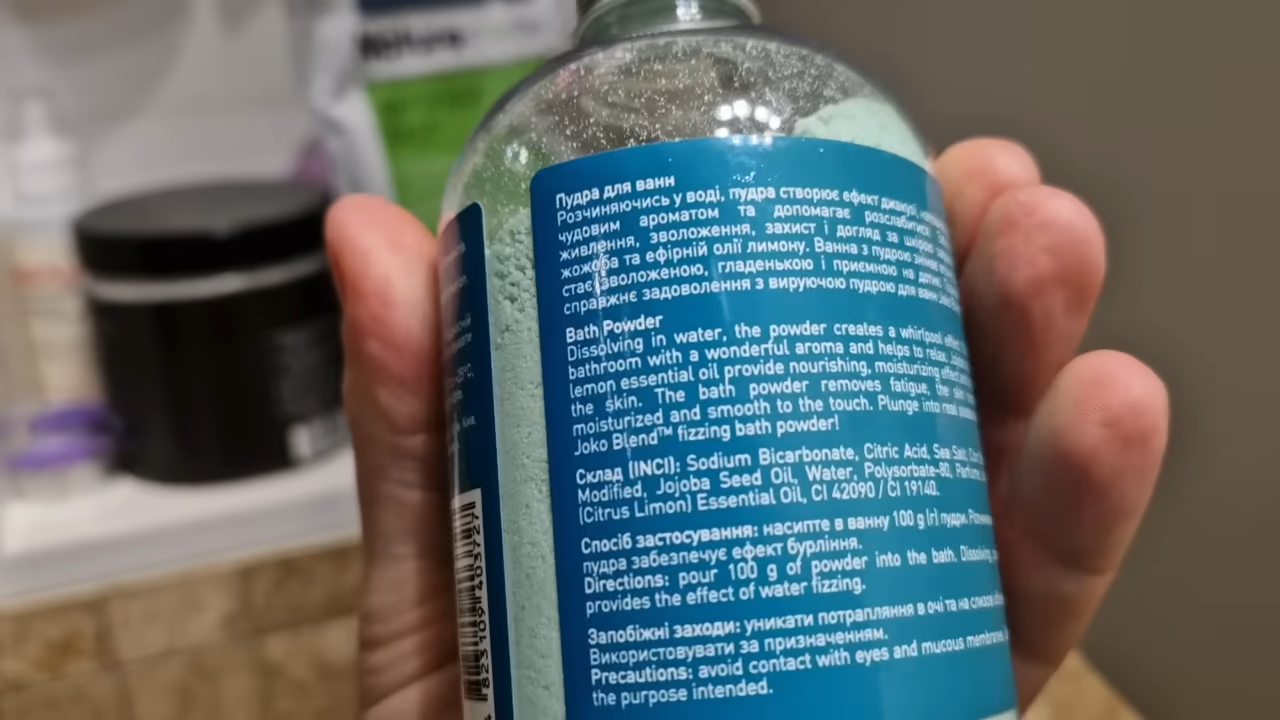 Пудра для ванн
Розчиняючись у воді, пудра створює ефект джакузі,
чудовим ароматом та допомагає розслабитися.
живлення, зволоження, захист і догляд за шкірою
жожоба та ефірній олії лимону. Ванна з пудрою знімає
стає зволоженою, гладенькою і приємною на дотик.
справжнє задоволення з вируючою пудрою для ванн
Bath Powder
Dissolving in water, the powder creates a whirlpool
bathroom with a wonderful aroma and helps to relax.
lemon essential oil provide nourishing, moisturizing effect
the skin. The bath powder removes fatigue, the skin
moisturized and smooth to the touch. Plunge into real
Joko Blend™ fizzing bath powder!
Склад (INCI): Sodium Bicarbonate, Citric Acid, Sea Salt,
Modified, Jojoba Seed Oil, Water, Polysorbate-80, Parfume,
(Citrus Limon) Essential Oil, CI 42090 / CI 19140.
Спосіб застосування: насипте в ванну 100 g (г) пудри.
пудра забезпечує ефект бурління.
Directions: pour 100 g of powder into the bath. Dissolving,
provides the effect of water fizzing.
Запобіжні заходи: уникати потрапляння в очі та на слизові
Використовувати за призначенням.
Precautions: avoid contact with eyes and mucous membranes.
the purpose intended.
Київ,
823109 403727